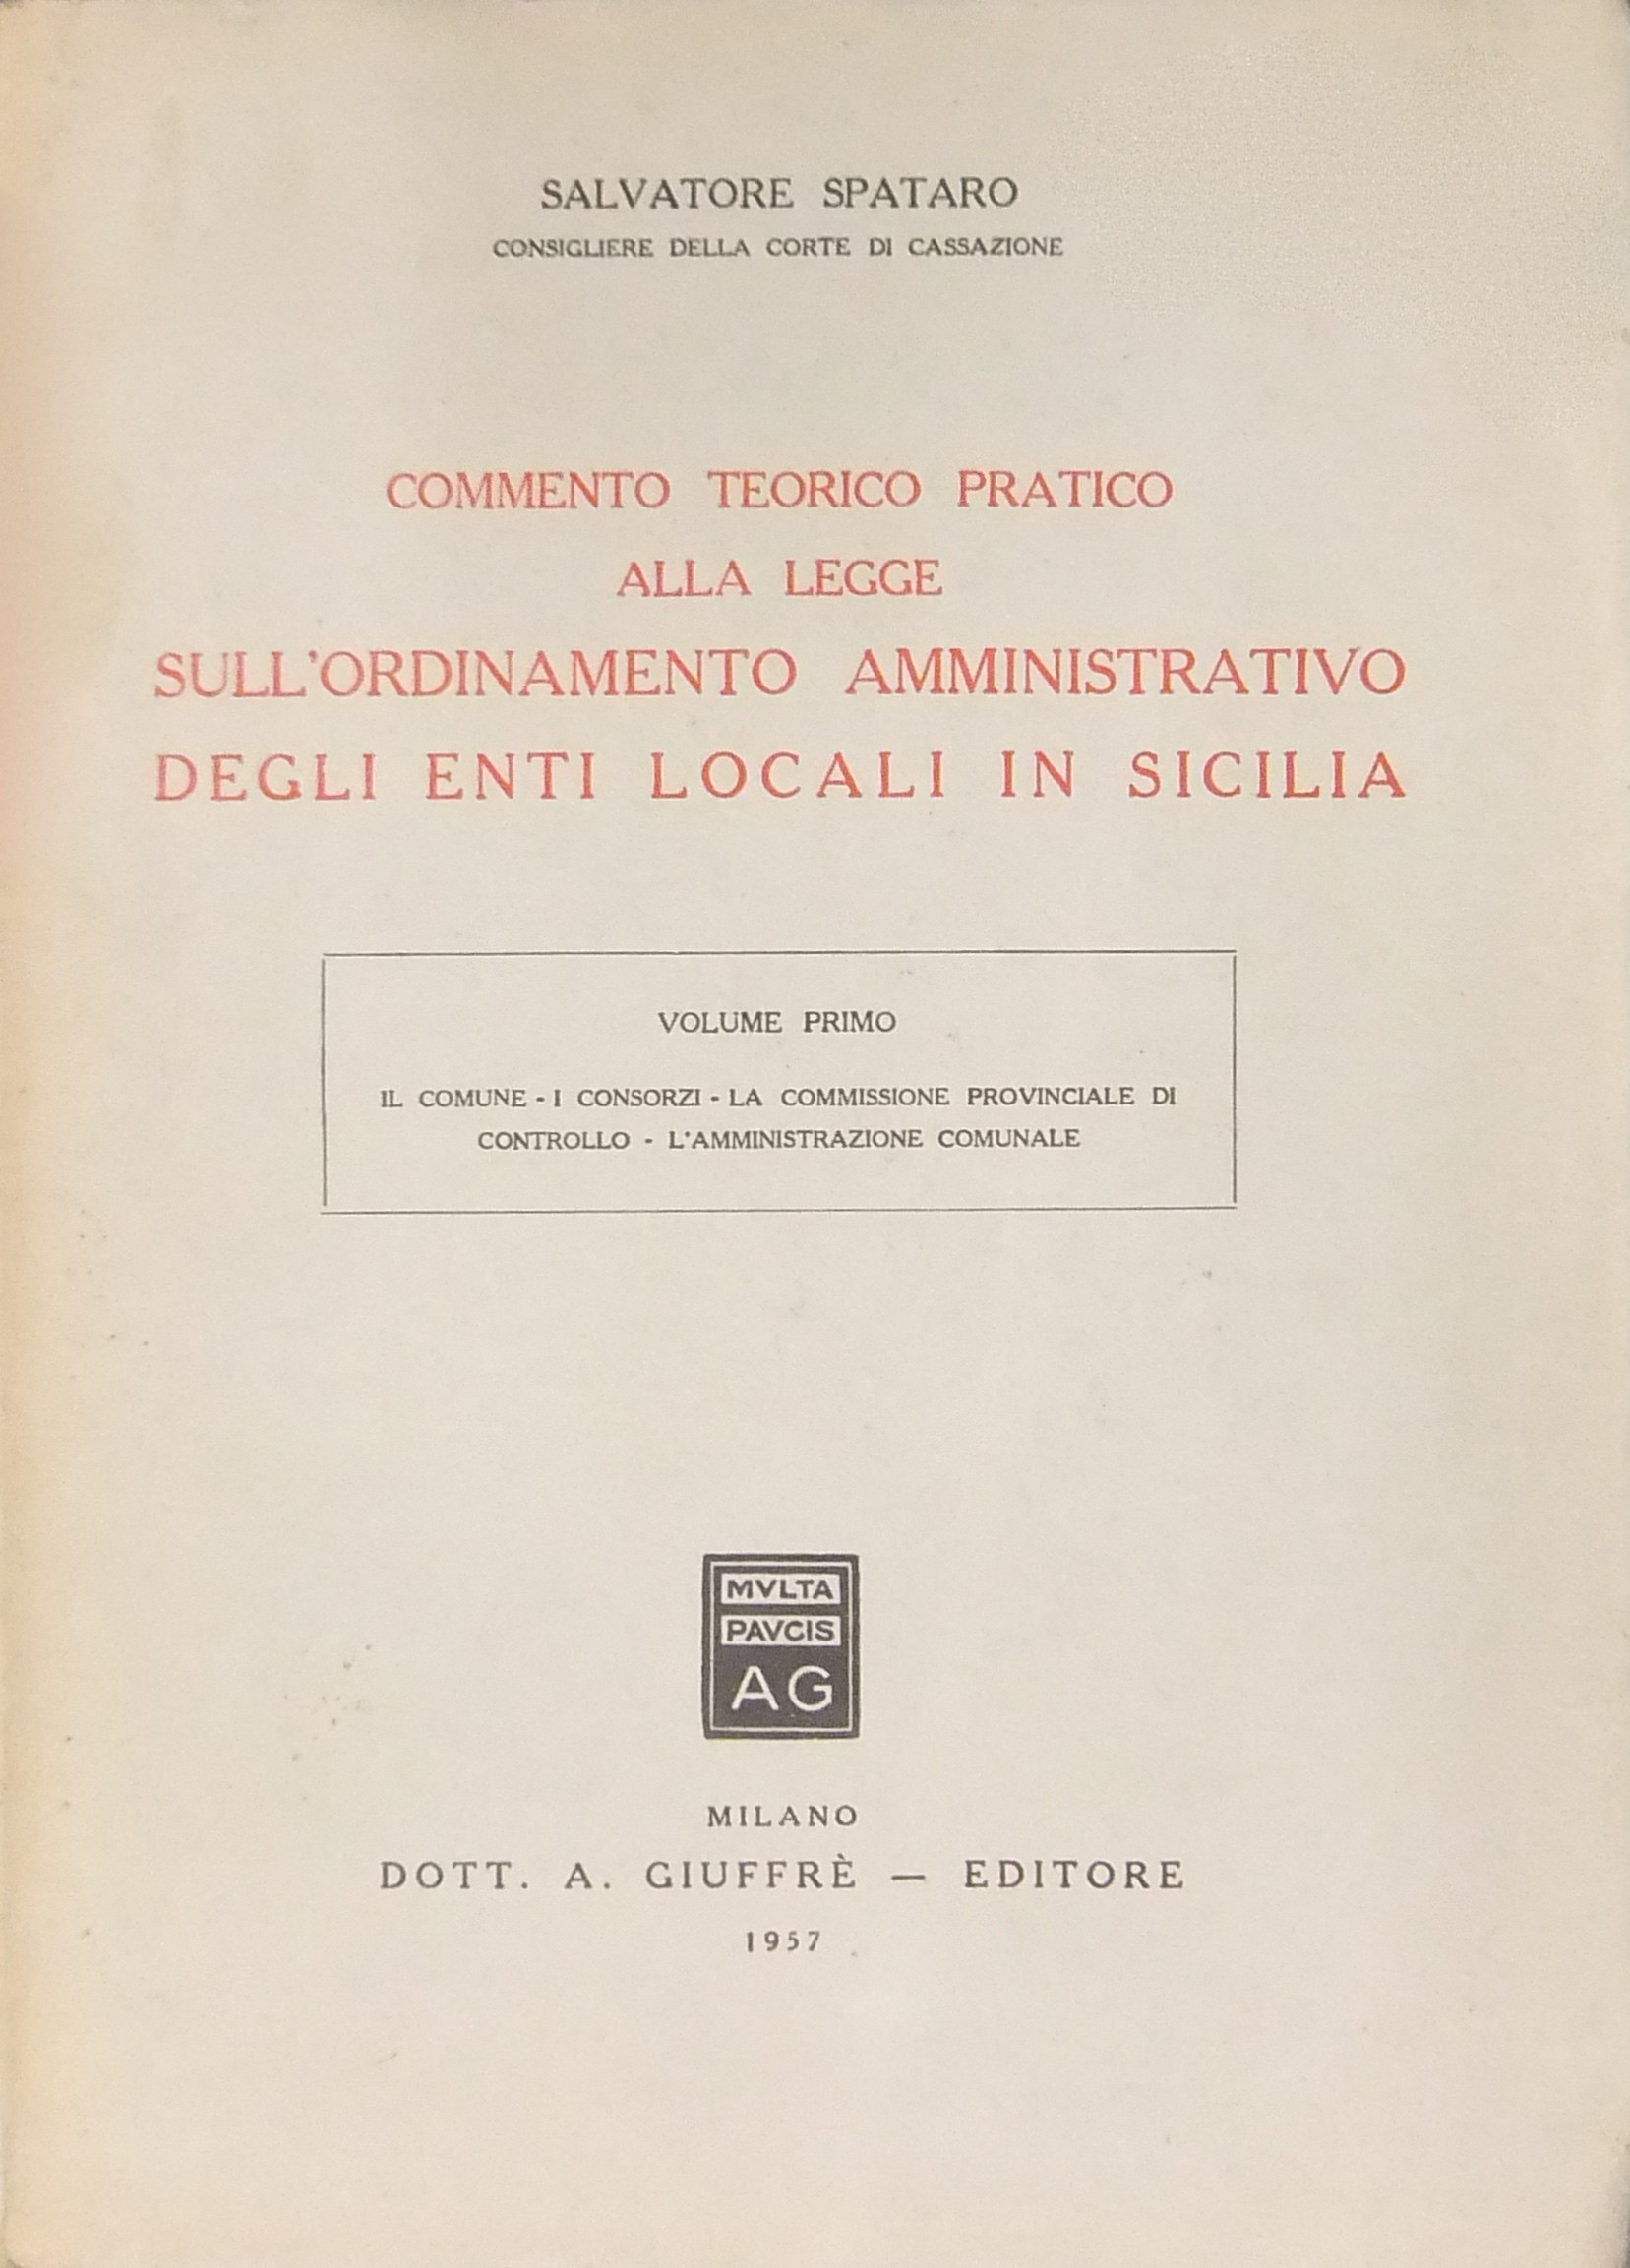 SALVATORE SPATARO
CONSIGLIERE DELLA CORTE DI CASSAZIONE
COMMENTO TEORICO PRATICO
ALLA LEGGE
SULL'ORDINAMENTO AMMINISTRATIVO
DEGLI ENTI LOCALI IN SICILIA
VOLUME PRIMO
IL COMUNE - I CONSORZI - LA COMMISSIONE PROVINCIALE DI
CONTROLLO - L'AMMINISTRAZIONE COMUNALE
MVLTA
PAVCIS
AG
MILANO
DOTT. A. GIUFFRÈ — EDITORE
1957